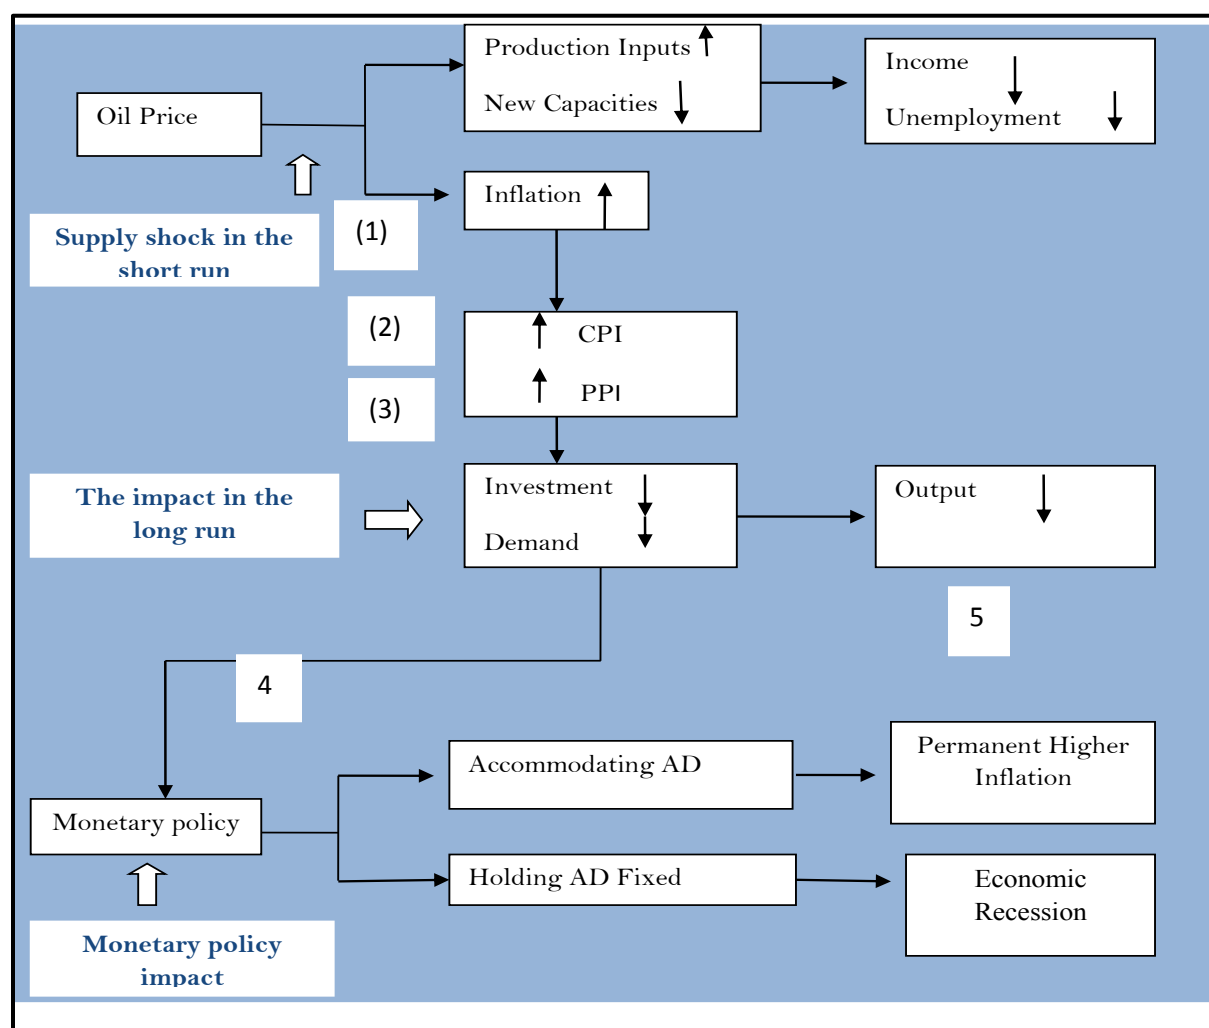 Production Inputs
New Capacities
Income
Unemployment
Oil Price
Inflation
Supply shock in the
short run
(1)
(2)
CPI
(3)
PPI
The impact in the
long run
Investment
Demand
Output
5
4
Accommodating AD
Permanent Higher
Inflation
Monetary policy
Holding AD Fixed
Economic
Recession
Monetary policy
impact